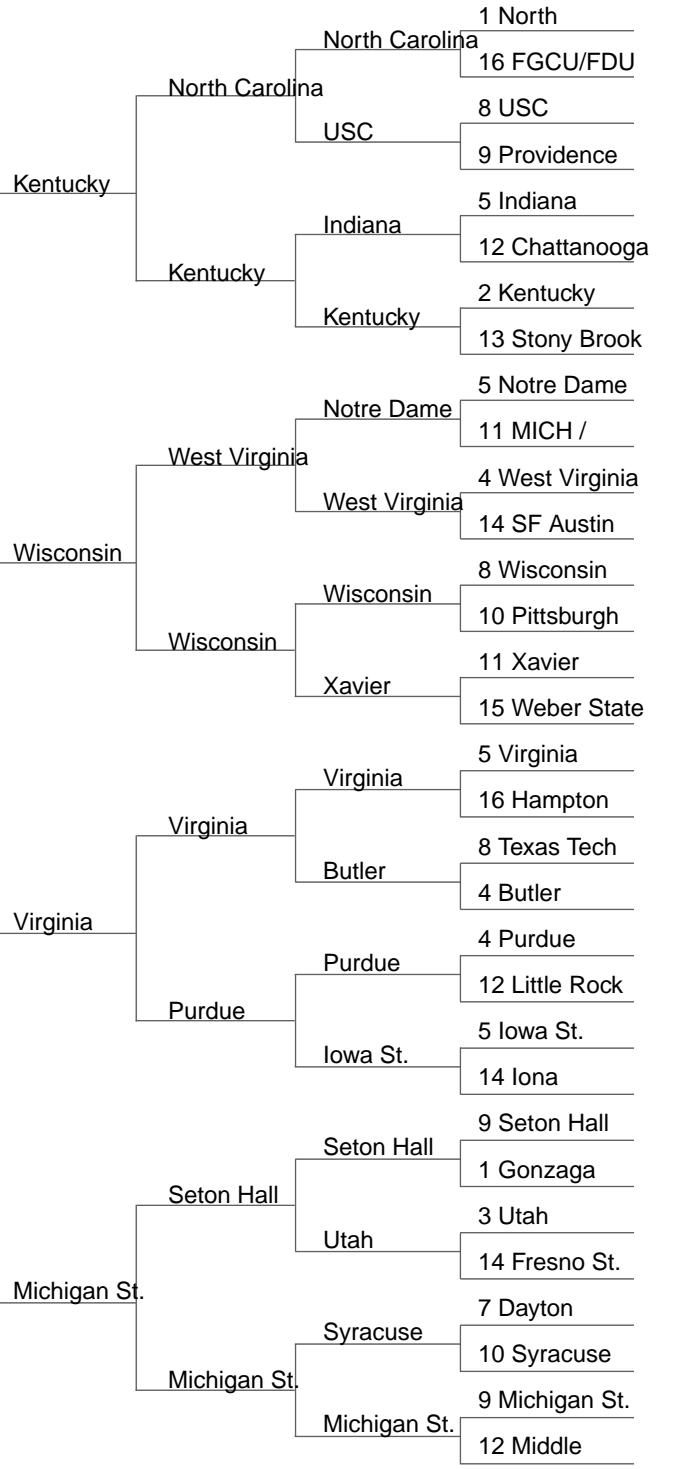 1 North
North Carolina
16 FGCU/FDU
North Carolina
8 USC
USC
9 Providence
Kentucky
5 Indiana
Indiana
12 Chattanooga
Kentucky
2 Kentucky
Kentucky
13 Stony Brook
5 Notre Dame
Notre Dame
11 MICH /
West Virginia
4 West Virginia
West Virginia
14 SF Austin
Wisconsin
8 Wisconsin
Wisconsin
10 Pittsburgh
Wisconsin
11 Xavier
Xavier
15 Weber State
5 Virginia
Virginia
16 Hampton
Virginia
8 Texas Tech
Butler
4 Butler
Virginia
4 Purdue
Purdue
12 Little Rock
Purdue
5 Iowa St.
Iowa St.
14 Iona
9 Seton Hall
Seton Hall
1 Gonzaga
Seton Hall
3 Utah
Utah
14 Fresno St.
Michigan St.
7 Dayton
Syracuse
10 Syracuse
Michigan St.
9 Michigan St.
Michigan St.
12 Middle